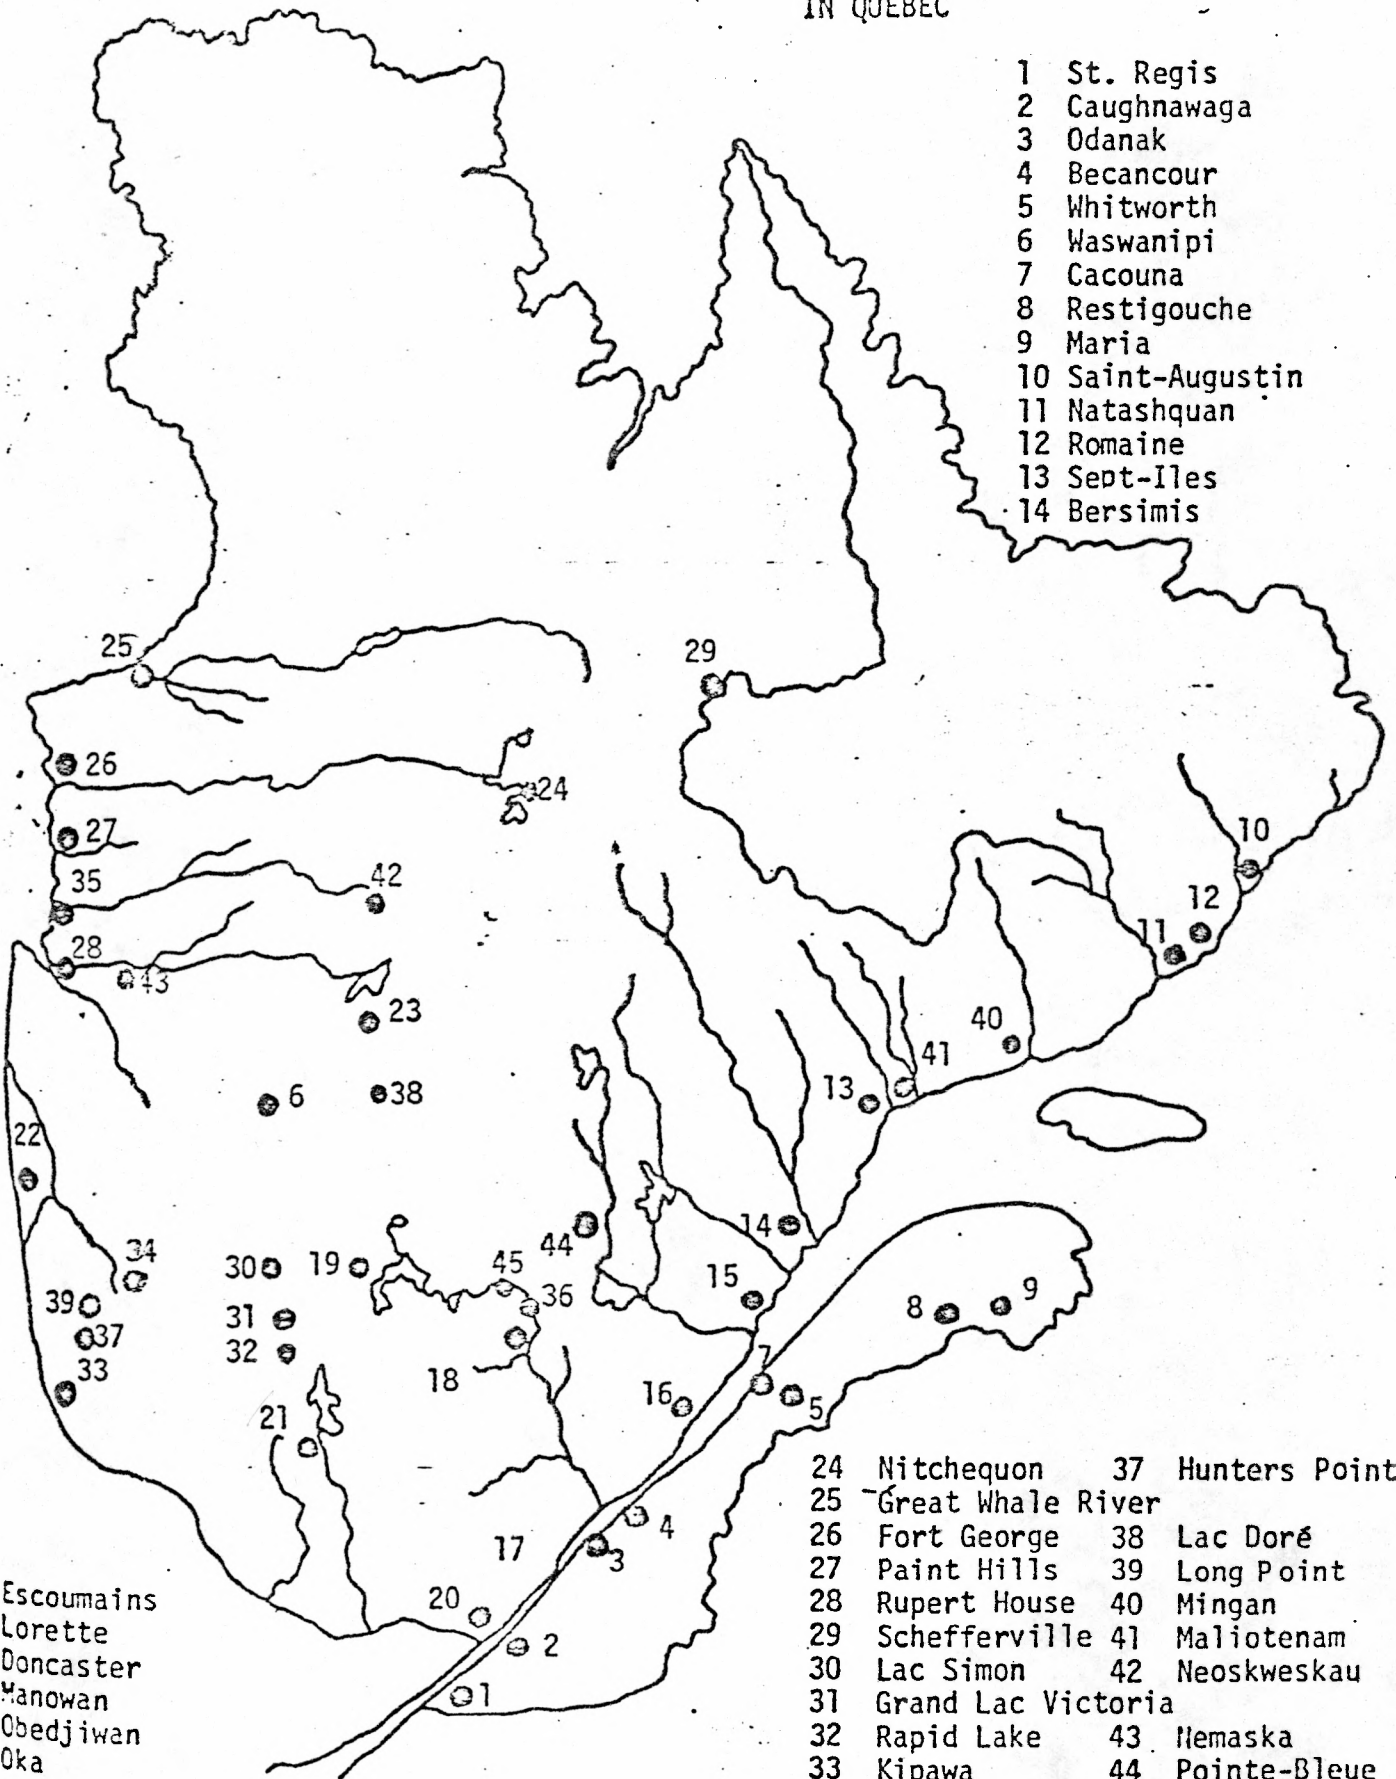 IN QUEBEC
1 St. Regis
2 Caughnawaga
3 Odanak
4 Becancour
5 Whitworth
6 Waswanipi
7 Cacouna
8 Restigouche
9 Maria
10 Saint-Augustin
11 Natashquan
12 Romaine
13 Sept-Iles
14 Bersimis
25
29
26
24
27
10
35
42
12
11
28
43
23
40
41
13
6
38
22
14
44
34
30
19
45
15
39
36
9
8
31
37
32
7
33
18
16
5
21
4
17
3
20
2
1
24 Nitchequon 37 Hunters Point
25 Great Whale River
26 Fort George 38 Lac Doré
27 Paint Hills 39 Long Point
28 Rupert House 40 Mingan
29 Schefferville 41 Maliotenam
30 Lac Simon 42 Neoskweskau
31 Grand Lac Victoria
32 Rapid Lake 43 Nemaska
33 Kipawa 44 Pointe-Bleue
Escoumains
Lorette
Doncaster
Manowan
Obedjiwan
Oka